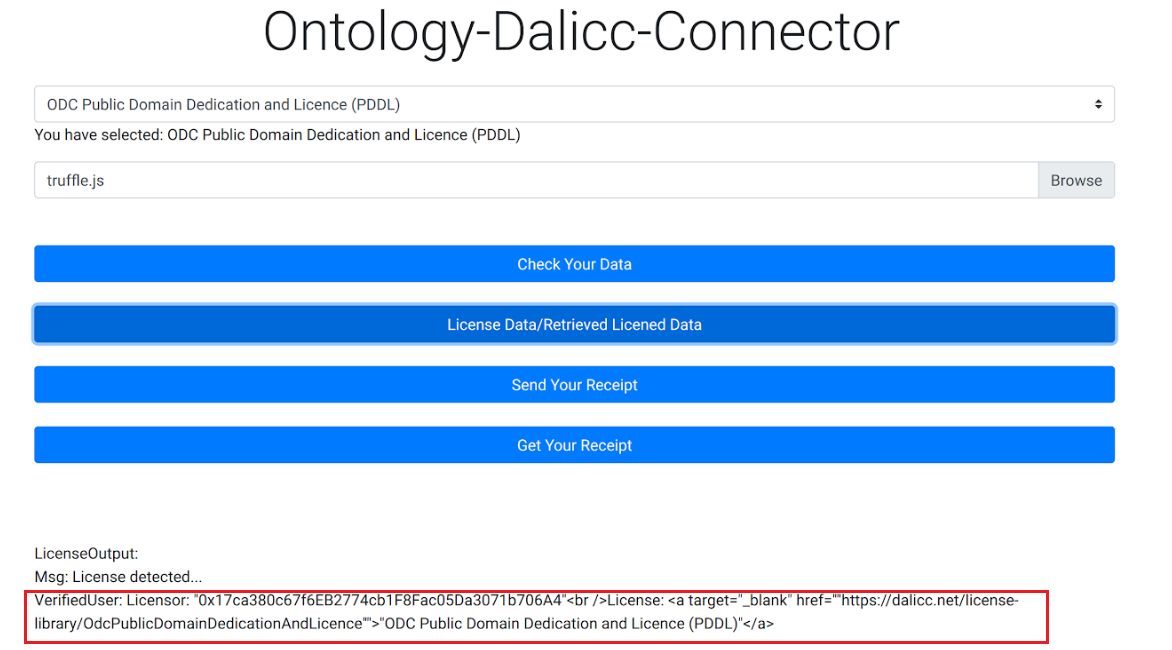 Ontology-Dalicc-Connector
ODC Public Domain Dedication and Licence (PDDL)
You have selected: ODC Public Domain Dedication and Licence (PDDL)
truffle.js
Browse
Check Your Data
License Data/Retrieved Licened Data
Send Your Receipt
Get Your Receipt
LicenseOutput:
Msg: License detected...
VerifiedUser: Licensor: "0x17ca380c67f6EB2774cb1F8Fac05Da3071b706A4"<br />License: <a target="_blank" href=""https://dalicc.net/license-
library/OdcPublicDomainDedicationAndLicence"">"ODC Public Domain Dedication and Licence (PDDL)"</a>